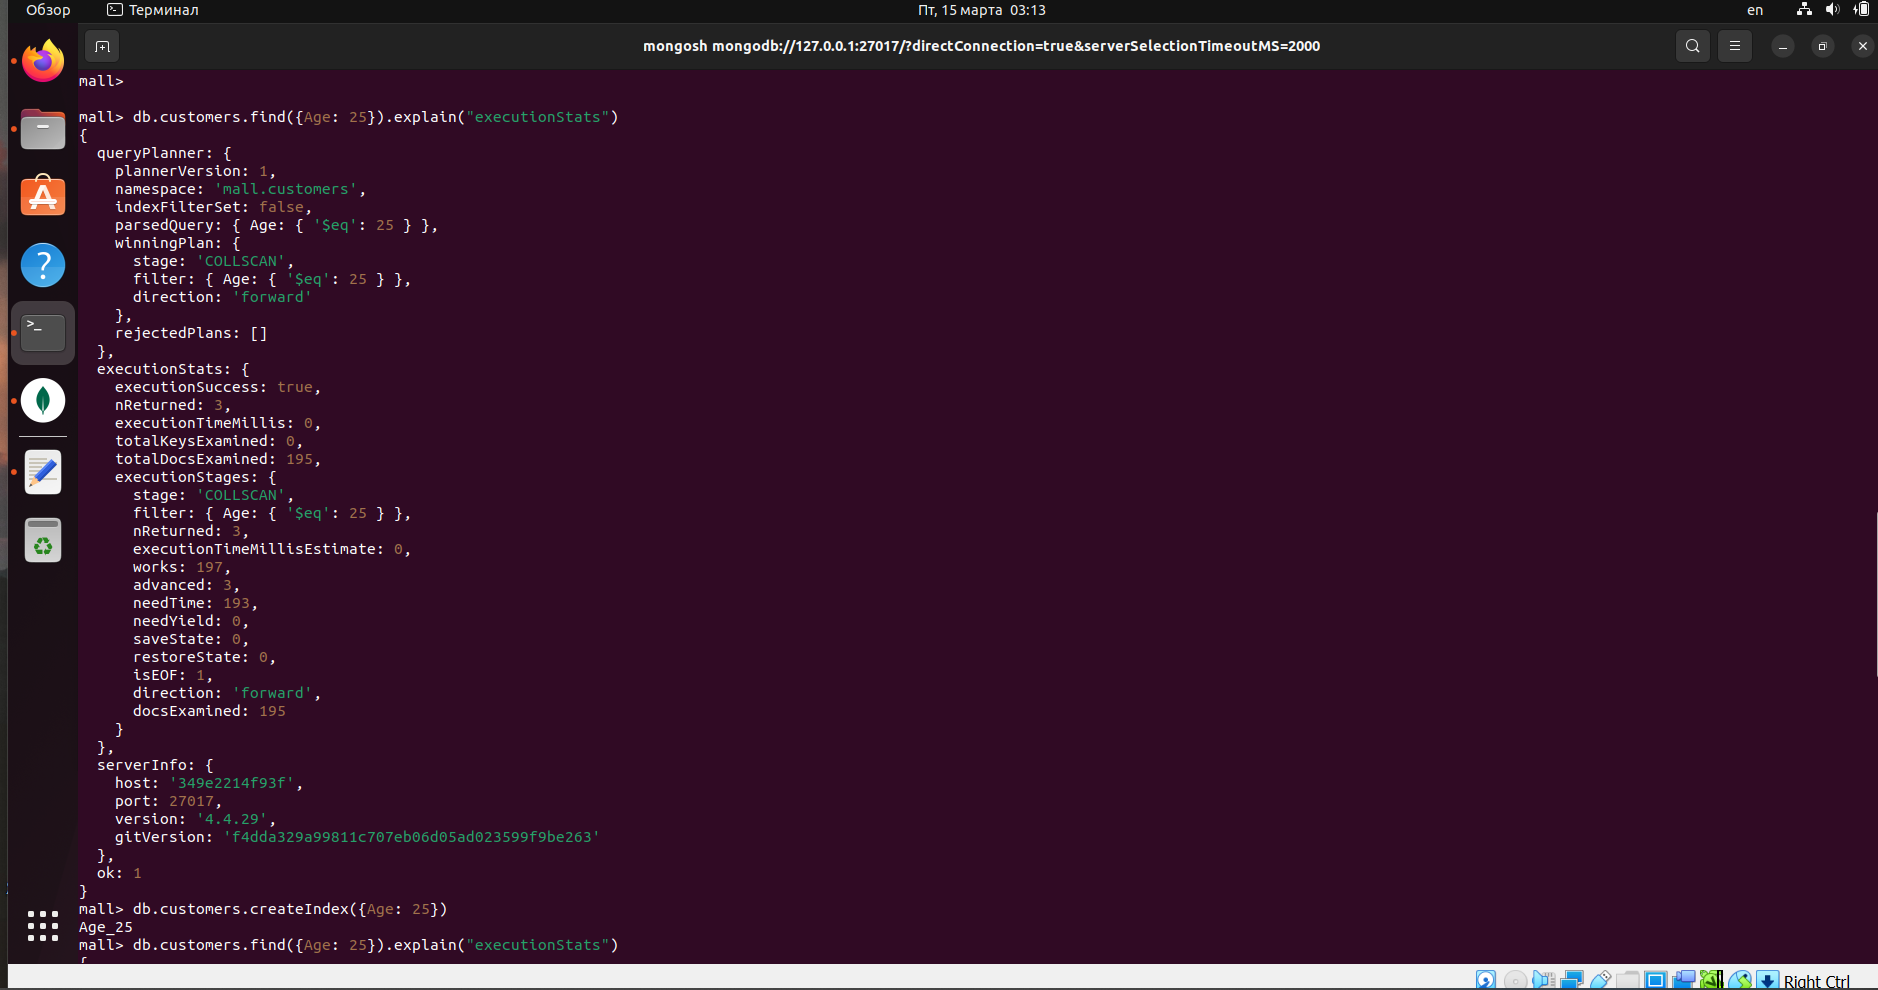 Обзор
Терминал
Пт, 15 марта 03:13
en
mongosh mongodb://127.0.0.1:27017/?directConnection=true&serverSelectionTimeoutMS=2000
mall>
mall> db.customers.find({Age: 25}).explain("executionStats")
{
  queryPlanner: {
    plannerVersion: 1,
    namespace: 'mall.customers',
    indexFilterSet: false,
    parsedQuery: { Age: { '$eq': 25 } },
    winningPlan: {
      stage: 'COLLSCAN',
      filter: { Age: { '$eq': 25 } },
      direction: 'forward'
    },
    rejectedPlans: []
  },
  executionStats: {
    executionSuccess: true,
    nReturned: 3,
    executionTimeMillis: 0,
    totalKeysExamined: 0,
    totalDocsExamined: 195,
    executionStages: {
      stage: 'COLLSCAN',
      filter: { Age: { '$eq': 25 } },
      nReturned: 3,
      executionTimeMillisEstimate: 0,
      works: 197,
      advanced: 3,
      needTime: 193,
      needYield: 0,
      saveState: 0,
      restoreState: 0,
      isEOF: 1,
      direction: 'forward',
      docsExamined: 195
    }
  },
  serverInfo: {
    host: '349e2214f93f',
    port: 27017,
    version: '4.4.29',
    gitVersion: 'f4dda329a99811c707eb06d05ad023599f9be263'
  },
  ok: 1
}
mall> db.customers.createIndex({Age: 25})
Age_25
mall> db.customers.find({Age: 25}).explain("executionStats")
{
Right Ctrl